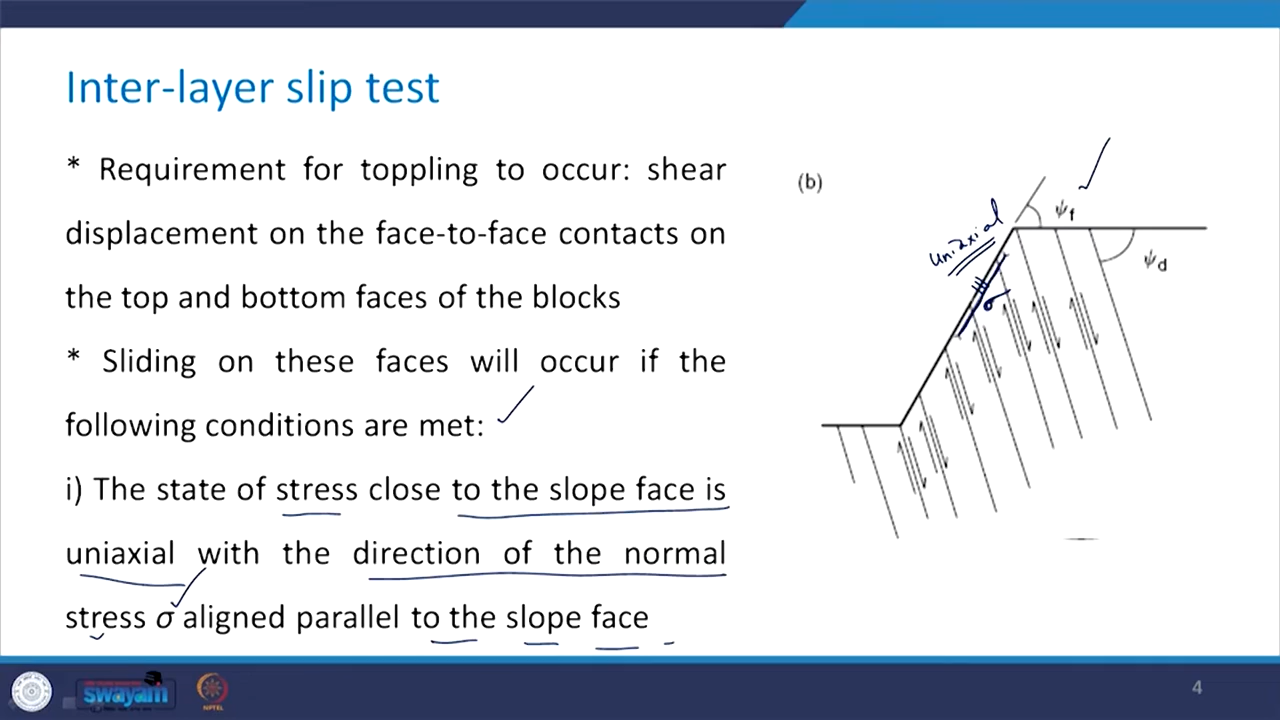 Inter-layer slip test
* Requirement for toppling to occur: shear
displacement on the face-to-face contacts on
the top and bottom faces of the blocks
* Sliding on these faces will occur if the
following conditions are met:
i) The state of stress close to the slope face is
uniaxial with the direction of the normal
stress σ aligned parallel to the slope face
(b)
ψf
ψd
uniaxial
σ
swayam
4